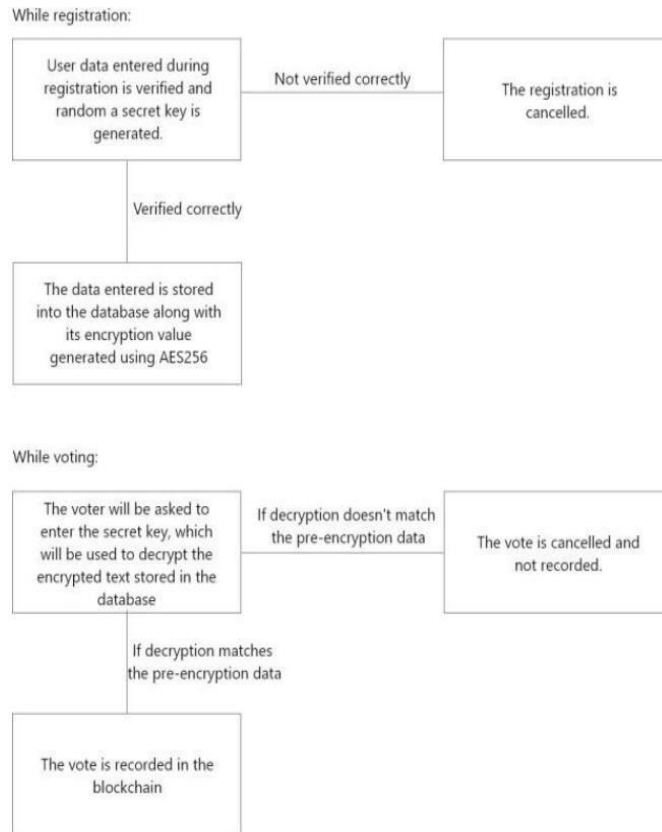 While registration:
User data entered during
registration is verified and
random a secret key is
generated.
Not verified correctly
The registration is
cancelled.
Verified correctly
The data entered is stored
into the database along with
its encryption value
generated using AES256
While voting:
The voter will be asked to
enter the secret key, which
will be used to decrypt the
encrypted text stored in the
database
If decryption doesn't match
the pre-encryption data
The vote is cancelled and
not recorded.
If decryption matches
the pre-encryption data
The vote is recorded in the
blockchain